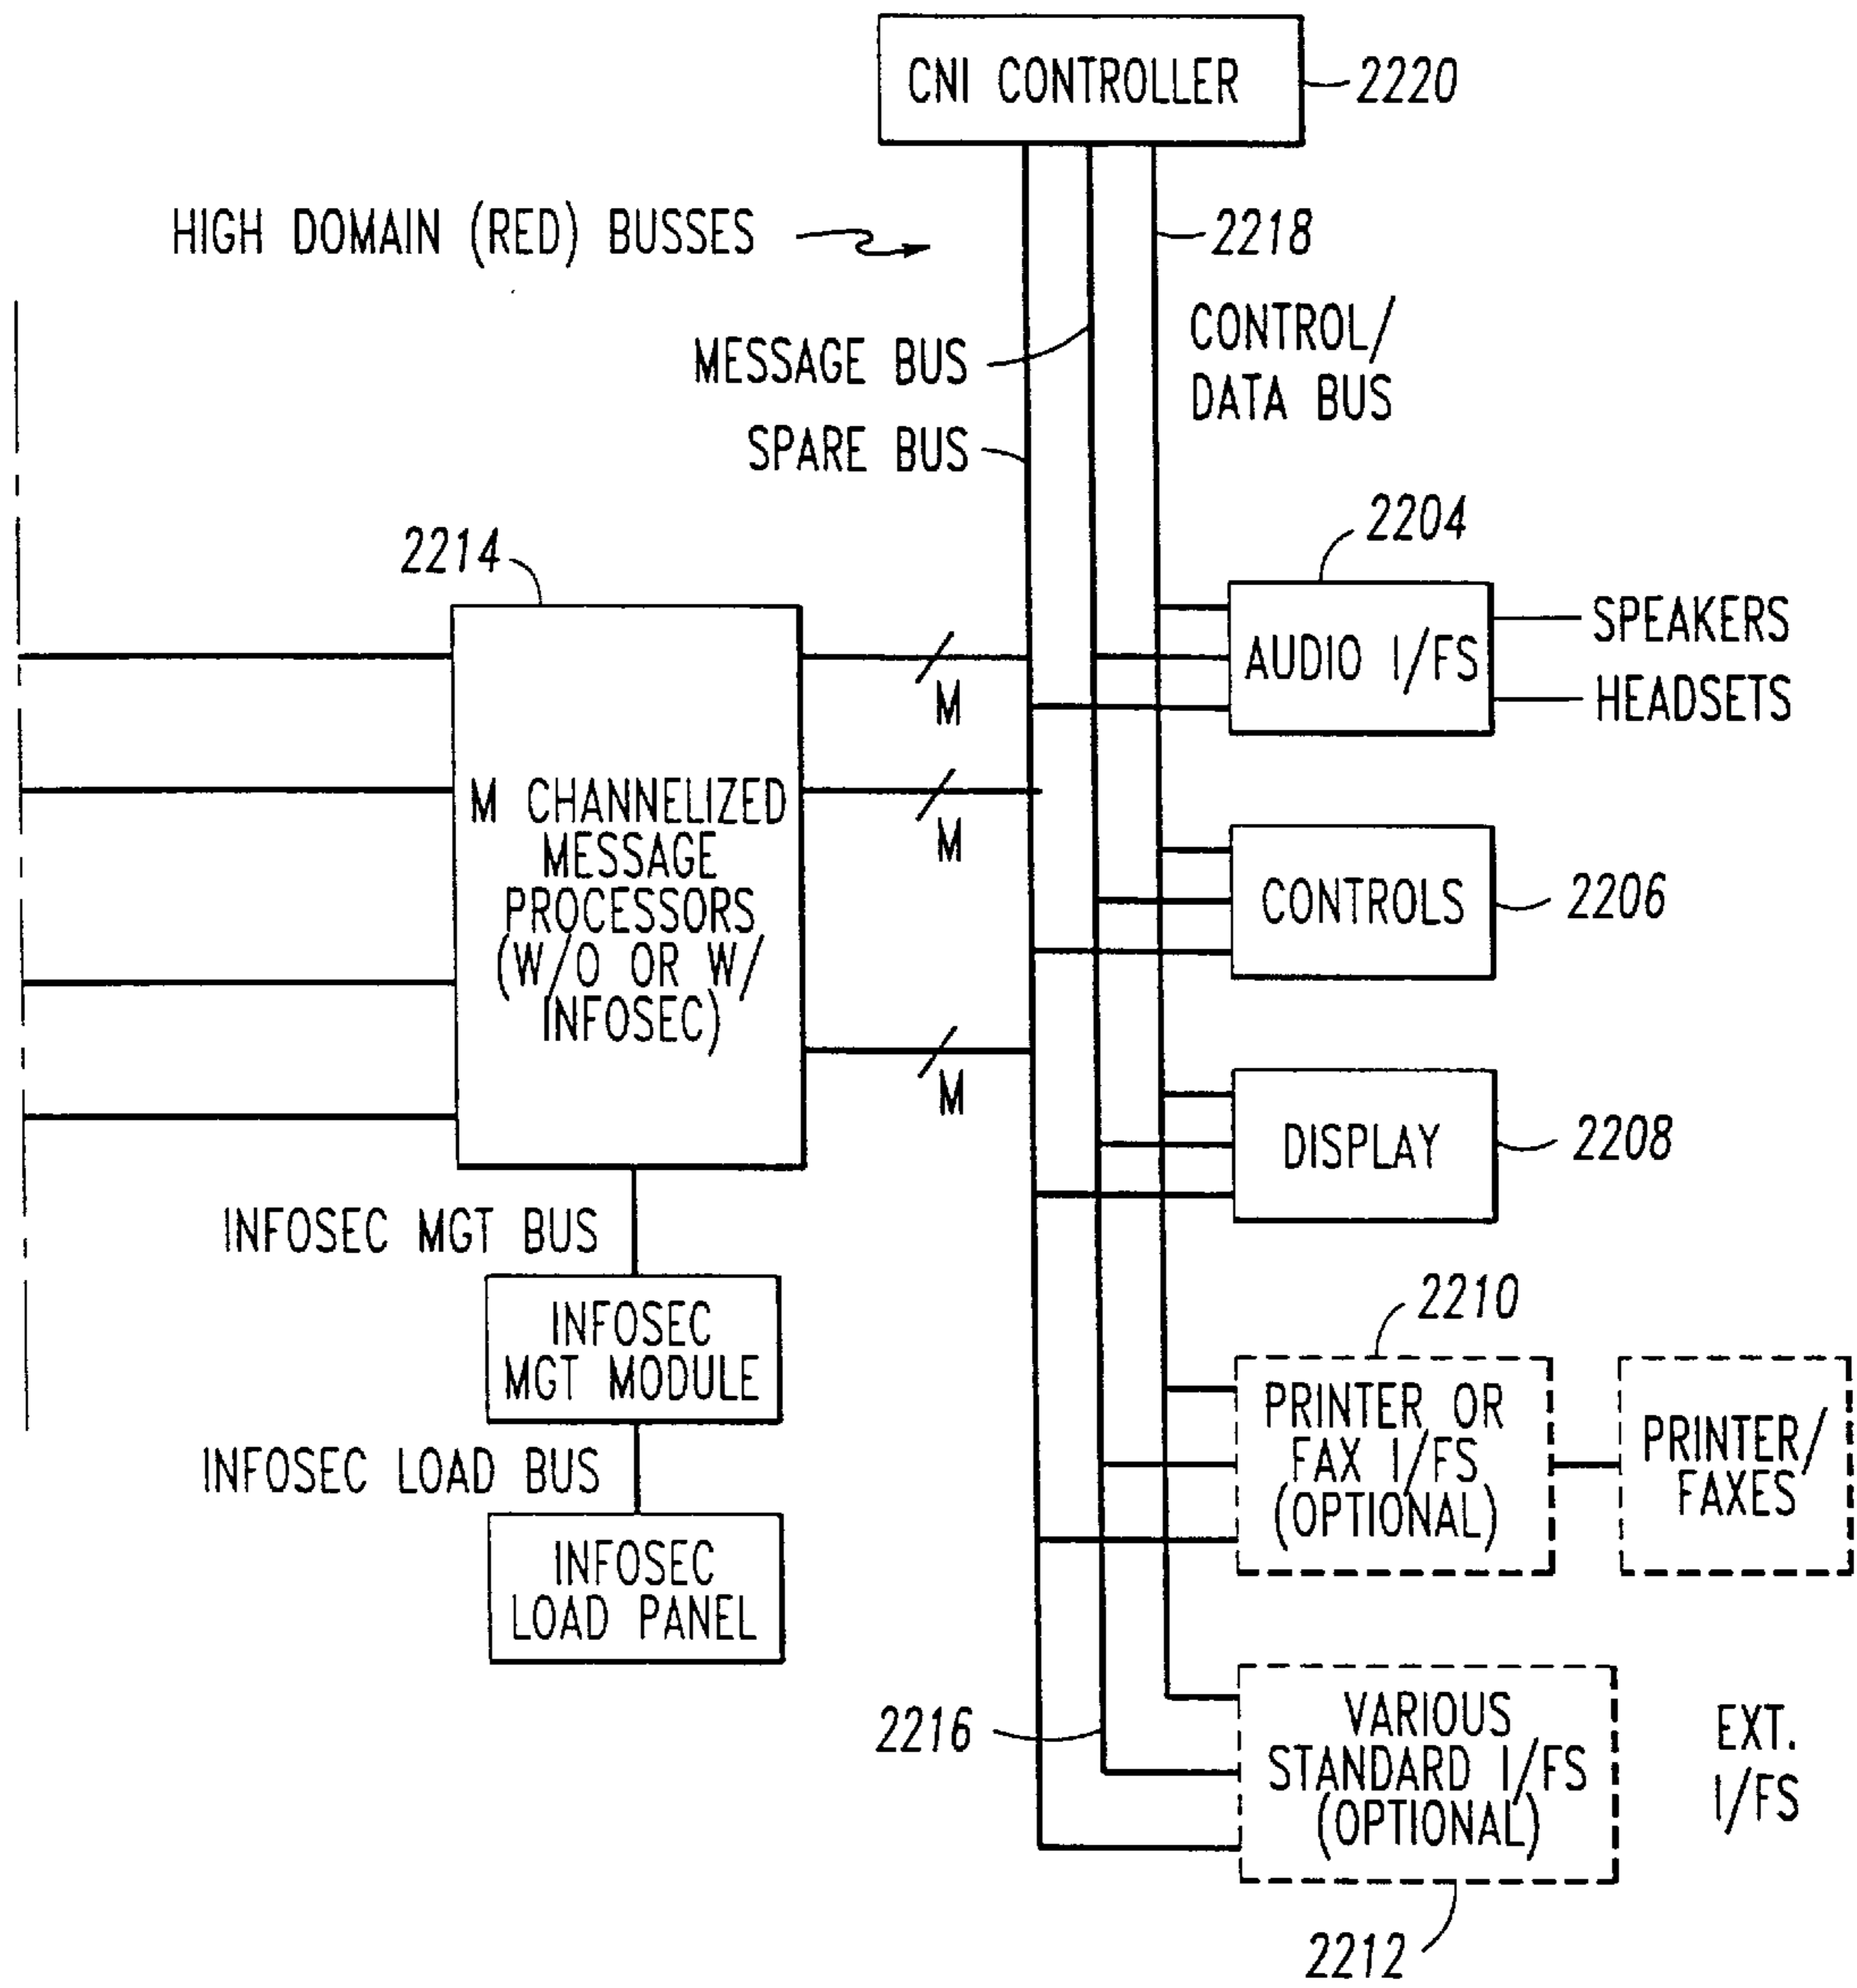 CNI CONTROLLER
2220
HIGH DOMAIN (RED) BUSSES
2218
MESSAGE BUS
CONTROL/
DATA BUS
SPARE BUS
2214
2204
AUDIO I/FS
SPEAKERS
HEADSETS
M
M
M
M CHANNELIZED
MESSAGE
PROCESSORS
(W/O OR W/
INFOSEC)
CONTROLS
2206
DISPLAY
2208
INFOSEC MGT BUS
INFOSEC
MGT MODULE
INFOSEC LOAD BUS
INFOSEC
LOAD PANEL
2210
PRINTER OR
FAX I/FS
(OPTIONAL)
PRINTER/
FAXES
2216
VARIOUS
STANDARD I/FS
(OPTIONAL)
EXT.
I/FS
2212